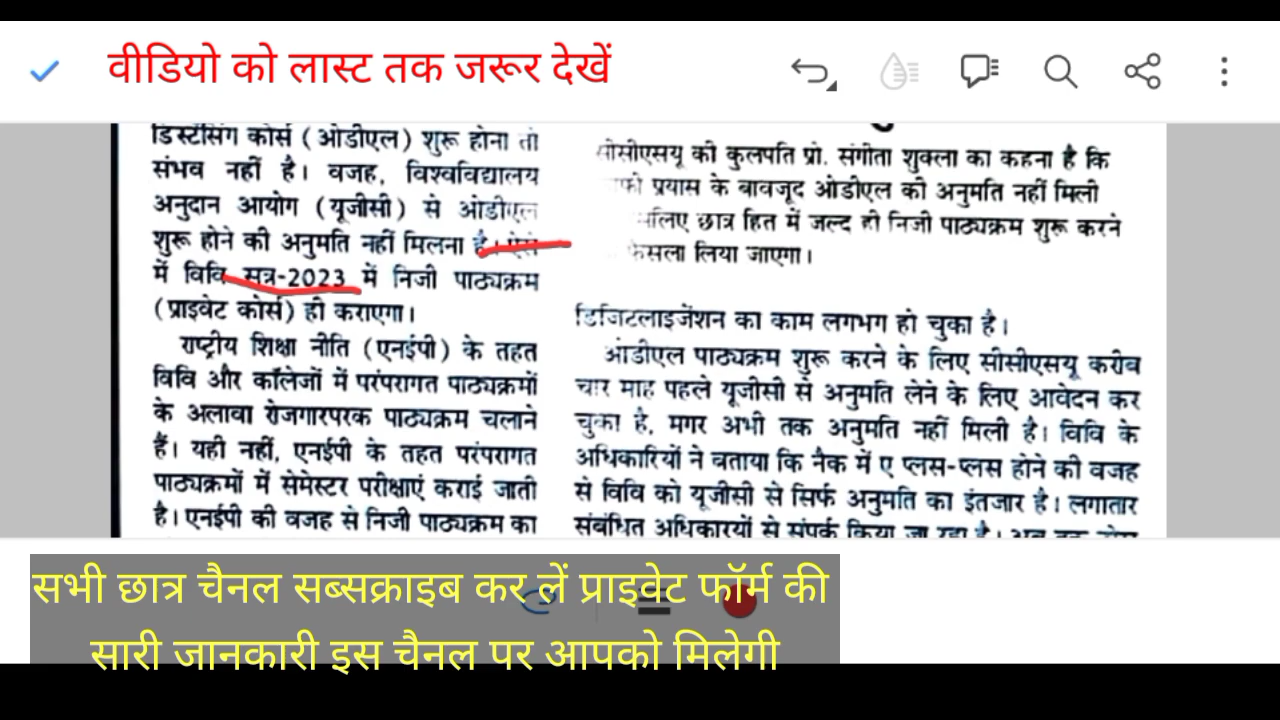 वीडियो को लास्ट तक जरूर देखें
डिस्टेंसिंग कोर्स (ओडीएल) शुरू होना तो
संभव नहीं है। वजह, विश्वविद्यालय
अनुदान आयोग (यूजीसी) से ओडीएल
शुरू होने की अनुमति नहीं मिलना है। ऐसे
में विवि सत्र-2023 में निजी पाठ्यक्रम
(प्राइवेट कोर्स) ही कराएगा।
राष्ट्रीय शिक्षा नीति (एनईपी) के तहत
विवि और कॉलेजों में परंपरागत पाठ्यक्रमों
के अलावा रोजगारपरक पाठ्यक्रम चलाने
हैं। यही नहीं, एनईपी के तहत परंपरागत
पाठ्यक्रमों में सेमेस्टर परीक्षाएं कराई जाती
है। एनईपी की वजह से निजी पाठ्यक्रम का
सीसीएसयू की कुलपति प्रो. संगीता शुक्ला का कहना है कि
प्रयास के बावजूद ओडीएल की अनुमति नहीं मिली
छात्र हित में जल्द ही निजी पाठ्यक्रम शुरू करने
फैसला लिया जाएगा।
डिजिटलाइजेंशन का काम लगभग हो चुका है।
ओडीएल पाठ्यक्रम शुरू करने के लिए सीसीएसयू करीब
चार माह पहले यूजीसी से अनुमति लेने के लिए आवेदन कर
चुका है, मगर अभी तक अनुमति नहीं मिली है। विवि के
अधिकारियों ने बताया कि नैक में ए प्लस-प्लस होने की वजह
से विवि को यूजीसी से सिर्फ अनुमति का इंतजार है। लगातार
संबंधित अधिकारयों से संपर्क किया जा रहा है।
सभी छात्र चैनल सब्सक्राइब कर लें प्राइवेट फॉर्म की
सारी जानकारी इस चैनल पर आपको मिलेगी